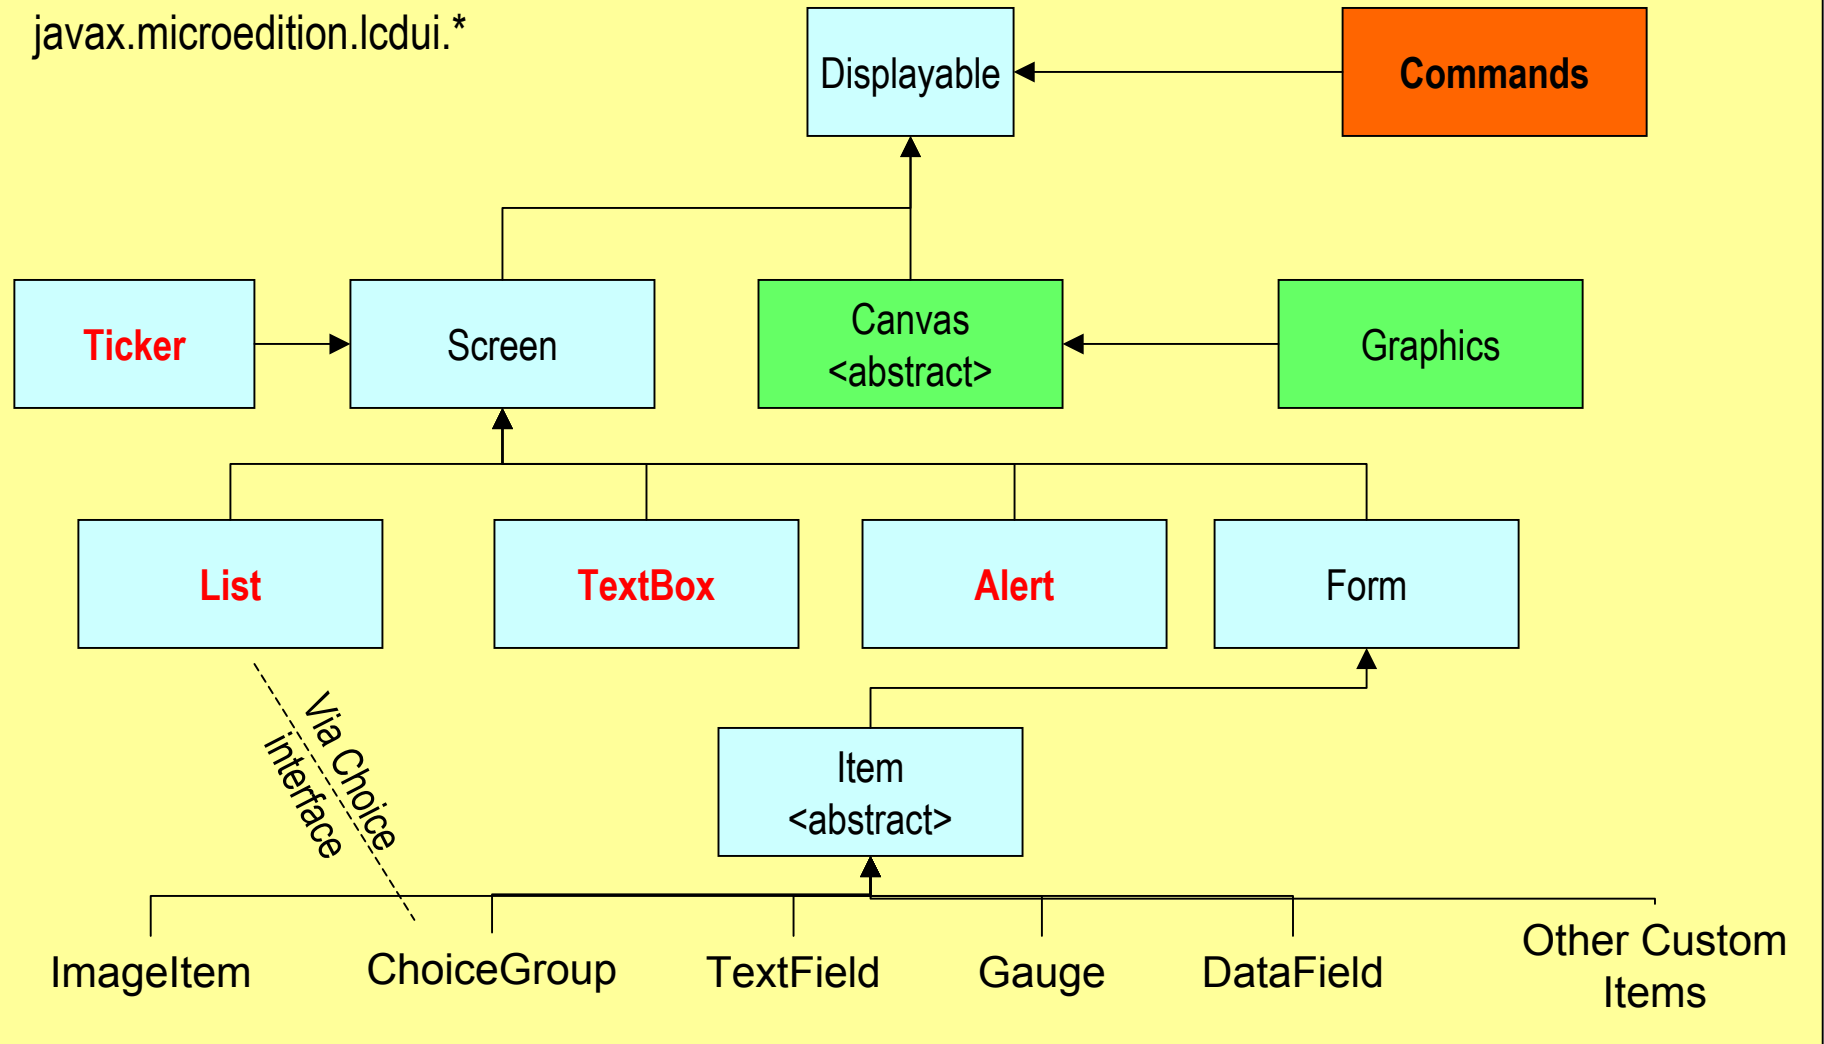 javax.microedition.lcdui.*
Displayable
Commands
Ticker
Screen
Canvas
<abstract>
Graphics
List
TextBox
Alert
Form
Via Choice
interface
Item
<abstract>
ImageItem
ChoiceGroup
TextField
Gauge
DataField
Other Custom
Items